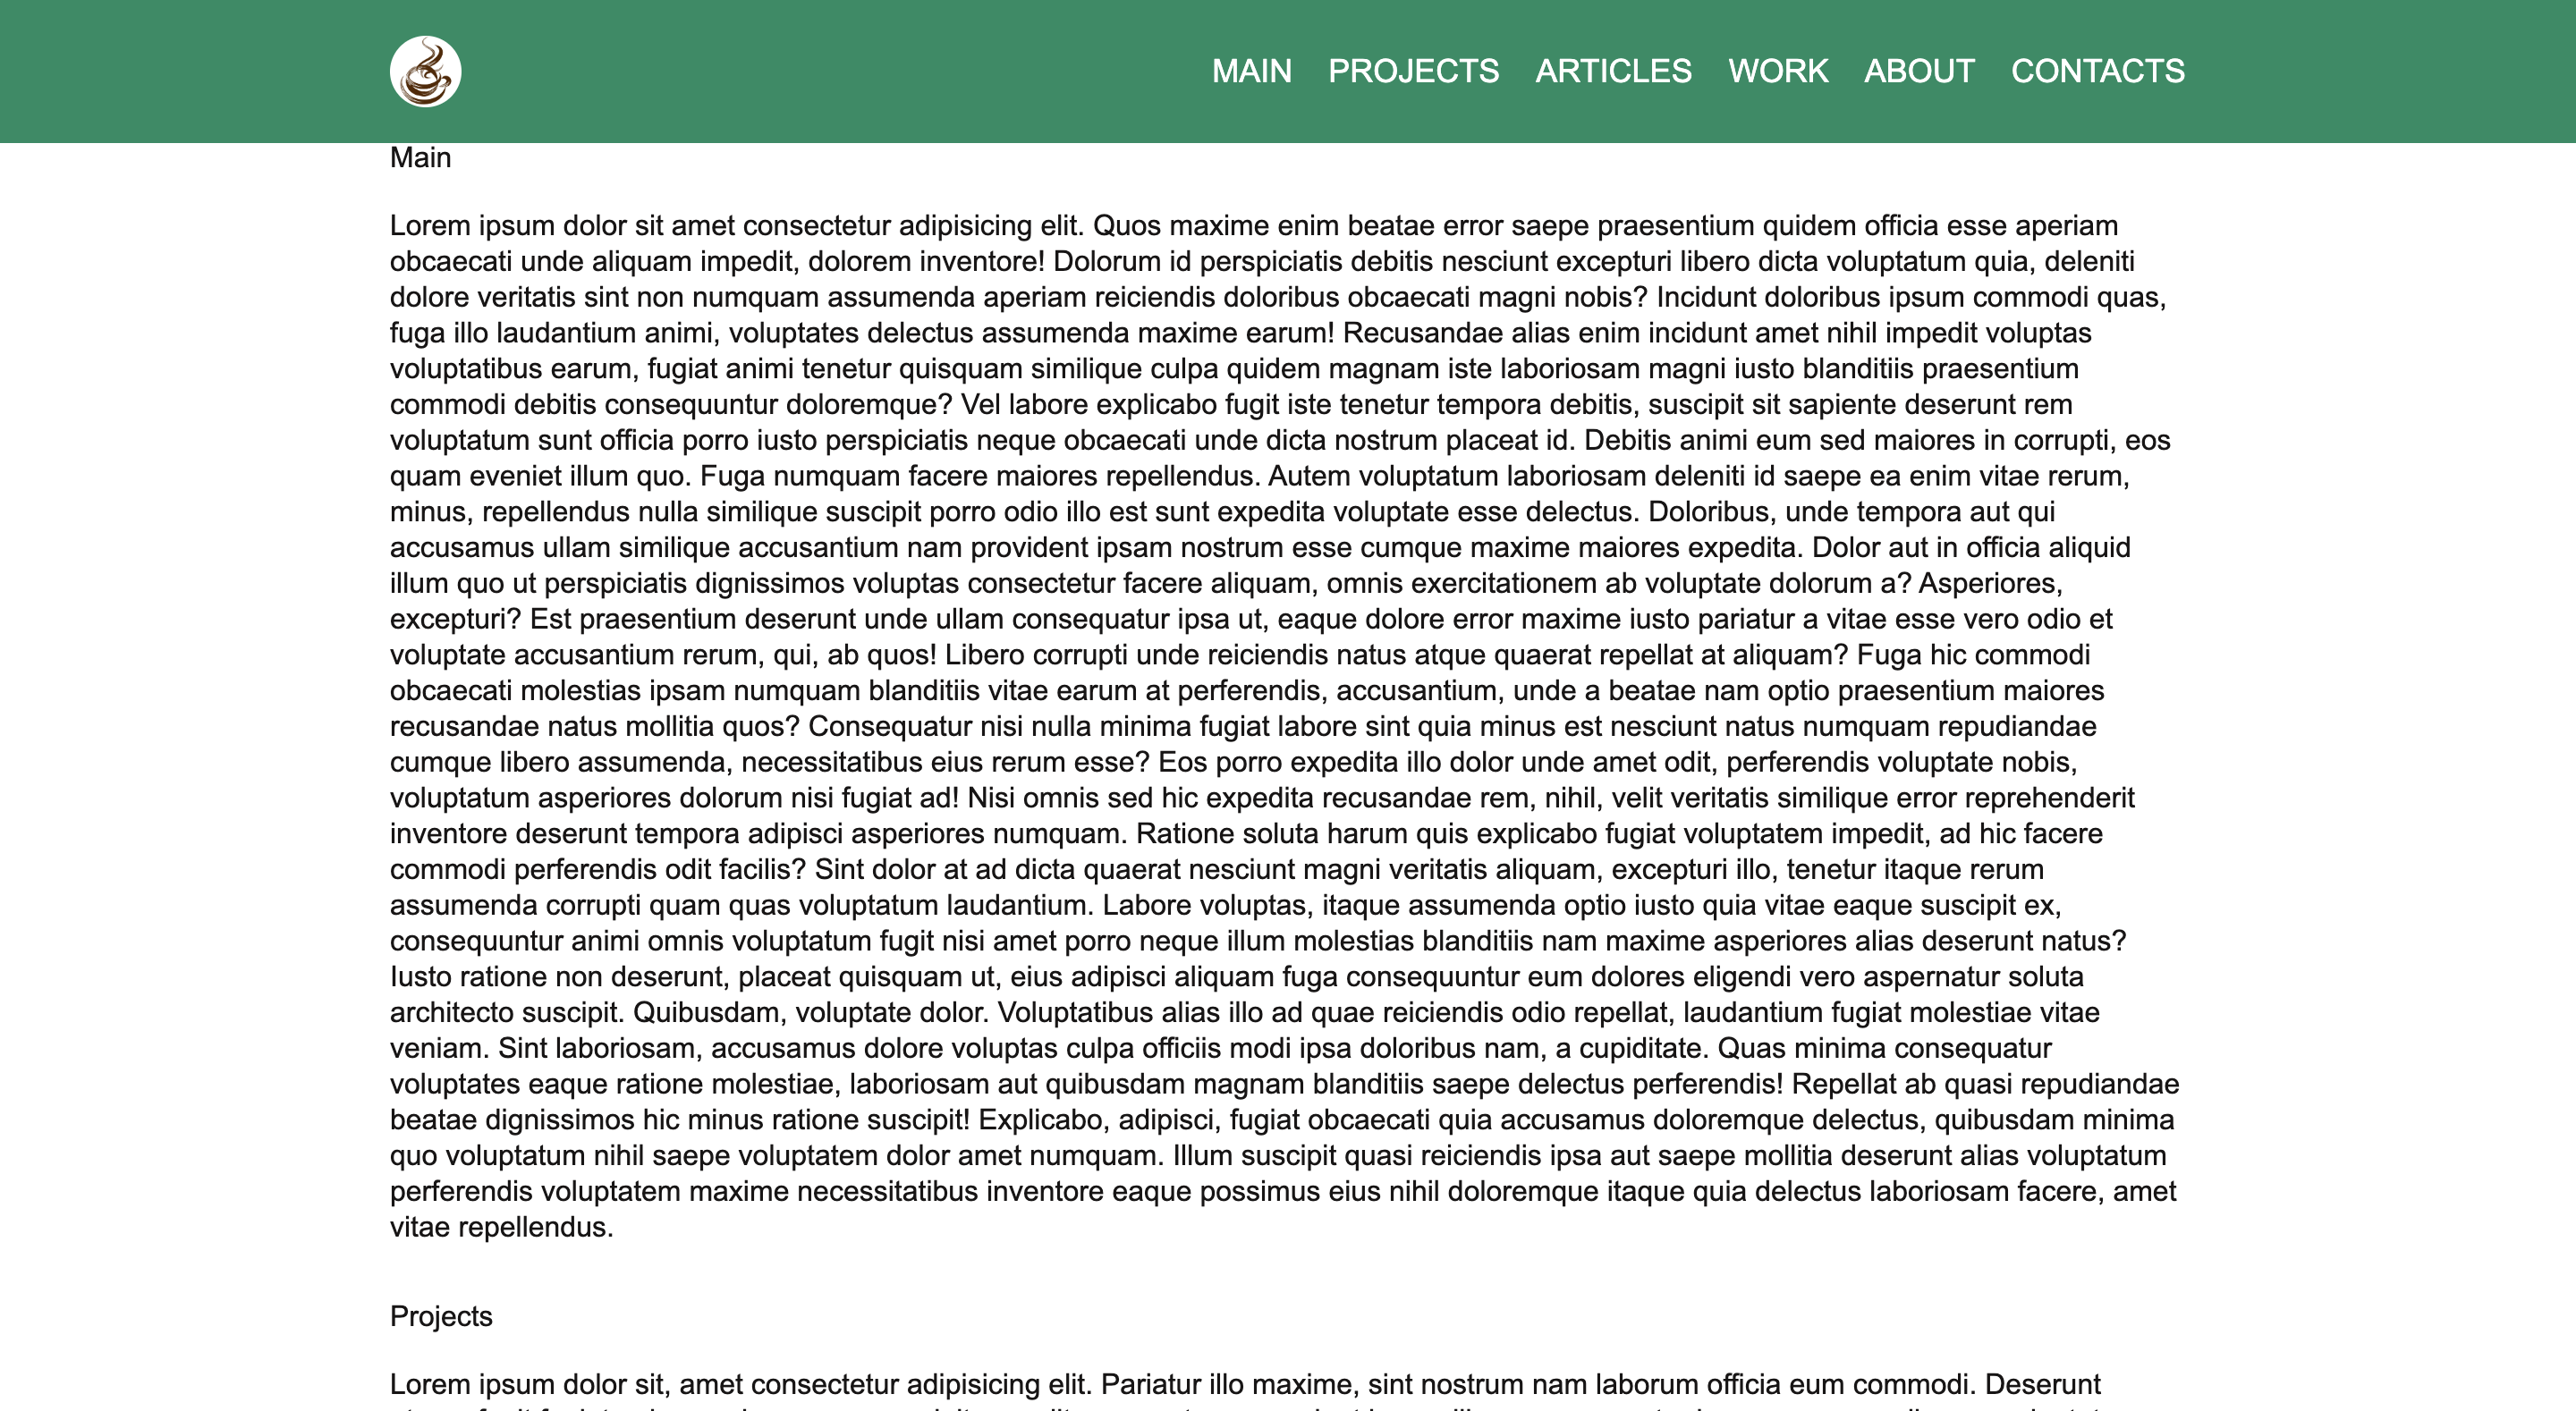 MAIN PROJECTS ARTICLES WORK ABOUT CONTACTS
Main
Lorem ipsum dolor sit amet consectetur adipisicing elit. Quos maxime enim beatae error saepe praesentium quidem officia esse aperiam
obcaecati unde aliquam impedit, dolorem inventore! Dolorum id perspiciatis debitis nesciunt excepturi libero dicta voluptatum quia, deleniti
dolore veritatis sint non numquam assumenda aperiam reiciendis doloribus obcaecati magni nobis? Incidunt doloribus ipsum commodi quas,
fuga illo laudantium animi, voluptates delectus assumenda maxime earum! Recusandae alias enim incidunt amet nihil impedit voluptas
voluptatibus earum, fugiat animi tenetur quisquam similique culpa quidem magnam iste laboriosam magni iusto blanditiis praesentium
commodi debitis consequuntur doloremque? Vel labore explicabo fugit iste tenetur tempora debitis, suscipit sit sapiente deserunt rem
voluptatum sunt officia porro iusto perspiciatis neque obcaecati unde dicta nostrum placeat id. Debitis animi eum sed maiores in corrupti, eos
quam eveniet illum quo. Fuga numquam facere maiores repellendus. Autem voluptatum laboriosam deleniti id saepe ea enim vitae rerum,
minus, repellendus nulla similique suscipit porro odio illo est sunt expedita voluptate esse delectus. Doloribus, unde tempora aut qui
accusamus ullam similique accusantium nam provident ipsam nostrum esse cumque maxime maiores expedita. Dolor aut in officia aliquid
illum quo ut perspiciatis dignissimos voluptas consectetur facere aliquam, omnis exercitationem ab voluptate dolorum a? Asperiores,
excepturi? Est praesentium deserunt unde ullam consequatur ipsa ut, eaque dolore error maxime iusto pariatur a vitae esse vero odio et
voluptate accusantium rerum, qui, ab quos! Libero corrupti unde reiciendis natus atque quaerat repellat at aliquam? Fuga hic commodi
obcaecati molestias ipsam numquam blanditiis vitae earum at perferendis, accusantium, unde a beatae nam optio praesentium maiores
recusandae natus mollitia quos? Consequatur nisi nulla minima fugiat labore sint quia minus est nesciunt natus numquam repudiandae
cumque libero assumenda, necessitatibus eius rerum esse? Eos porro expedita illo dolor unde amet odit, perferendis voluptate nobis,
voluptatum asperiores dolorum nisi fugiat ad! Nisi omnis sed hic expedita recusandae rem, nihil, velit veritatis similique error reprehenderit
inventore deserunt tempora adipisci asperiores numquam. Ratione soluta harum quis explicabo fugiat voluptatem impedit, ad hic facere
commodi perferendis odit facilis? Sint dolor at ad dicta quaerat nesciunt magni veritatis aliquam, excepturi illo, tenetur itaque rerum
assumenda corrupti quam quas voluptatum laudantium. Labore voluptas, itaque assumenda optio iusto quia vitae eaque suscipit ex,
consequuntur animi omnis voluptatum fugit nisi amet porro neque illum molestias blanditiis nam maxime asperiores alias deserunt natus?
Iusto ratione non deserunt, placeat quisquam ut, eius adipisci aliquam fuga consequuntur eum dolores eligendi vero aspernatur soluta
architecto suscipit. Quibusdam, voluptate dolor. Voluptatibus alias illo ad quae reiciendis odio repellat, laudantium fugiat molestiae vitae
veniam. Sint laboriosam, accusamus dolore voluptas culpa officiis modi ipsa doloribus nam, a cupiditate. Quas minima consequatur
voluptates eaque ratione molestiae, laboriosam aut quibusdam magnam blanditiis saepe delectus perferendis! Repellat ab quasi repudiandae
beatae dignissimos hic minus ratione suscipit! Explicabo, adipisci, fugiat obcaecati quia accusamus doloremque delectus, quibusdam minima
quo voluptatum nihil saepe voluptatem dolor amet numquam. Illum suscipit quasi reiciendis ipsa aut saepe mollitia deserunt alias voluptatum
perferendis voluptatem maxime necessitatibus inventore eaque possimus eius nihil doloremque itaque quia delectus laboriosam facere, amet
vitae repellendus.
Projects
Lorem ipsum dolor sit, amet consectetur adipisicing elit. Pariatur illo maxime, sint nostrum nam laborum officia eum commodi. Deserunt